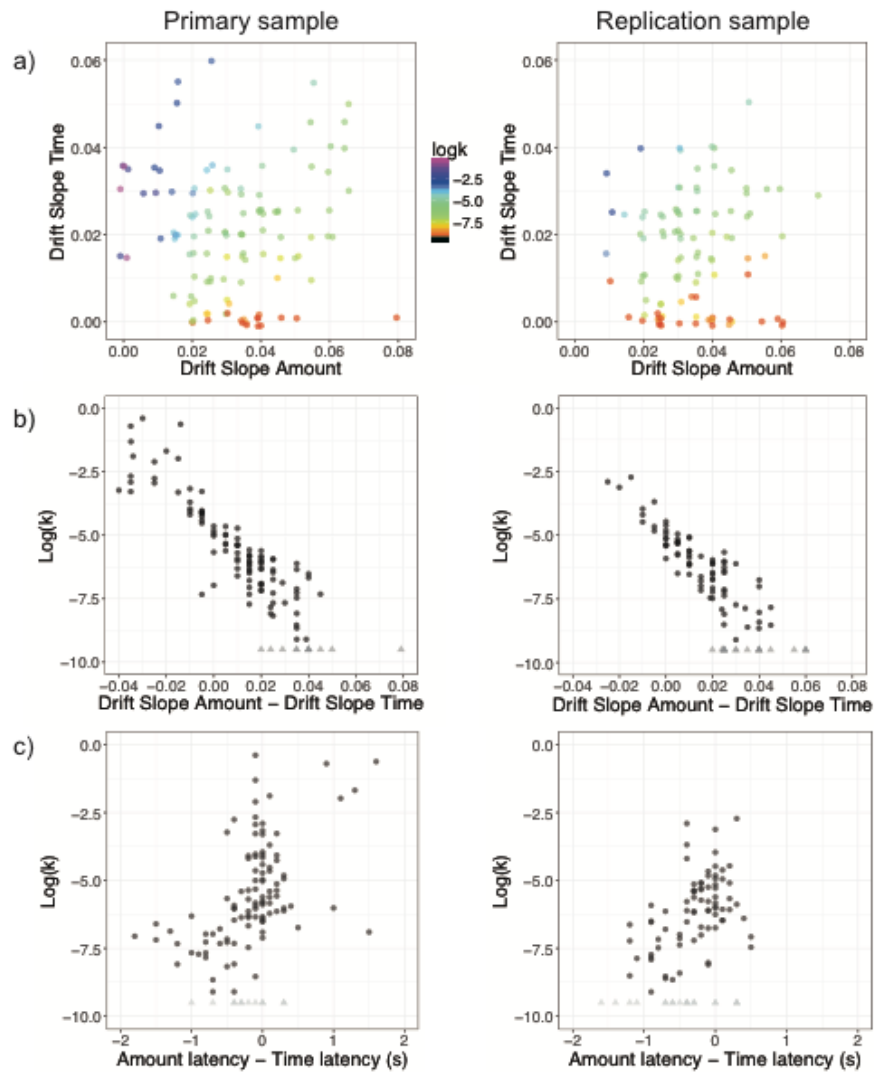 Primary sample Replication sample
a)
0.06 0.06
0.04 0.04
0.02 0.02
0.00 0.00
Drift Slope Time Drift Slope Time
logk
−2.5
−5.0
−7.5
0.00 0.02 0.04 0.06 0.08 0.00 0.02 0.04 0.06 0.08
Drift Slope Amount Drift Slope Amount
b)
0.0 0.0
−2.5 −2.5
−5.0 −5.0
−7.5 −7.5
−10.0 −10.0
Log(k) Log(k)
−0.04 −0.02 0.00 0.02 0.04 0.06 0.08 −0.04 −0.02 0.00 0.02 0.04 0.06 0.08
Drift Slope Amount − Drift Slope Time Drift Slope Amount − Drift Slope Time
c)
0.0 0.0
−2.5 −2.5
−5.0 −5.0
−7.5 −7.5
−10.0 −10.0
Log(k) Log(k)
−2 −1 0 1 2 −2 −1 0 1 2
Amount latency − Time latency (s) Amount latency − Time latency (s)